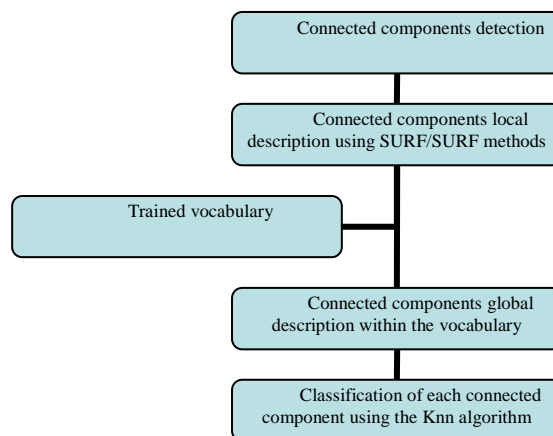 Connected components detection
Connected components local
description using SURF/SURF methods
Trained vocabulary
Connected components global
description within the vocabulary
Classification of each connected
component using the Knn algorithm